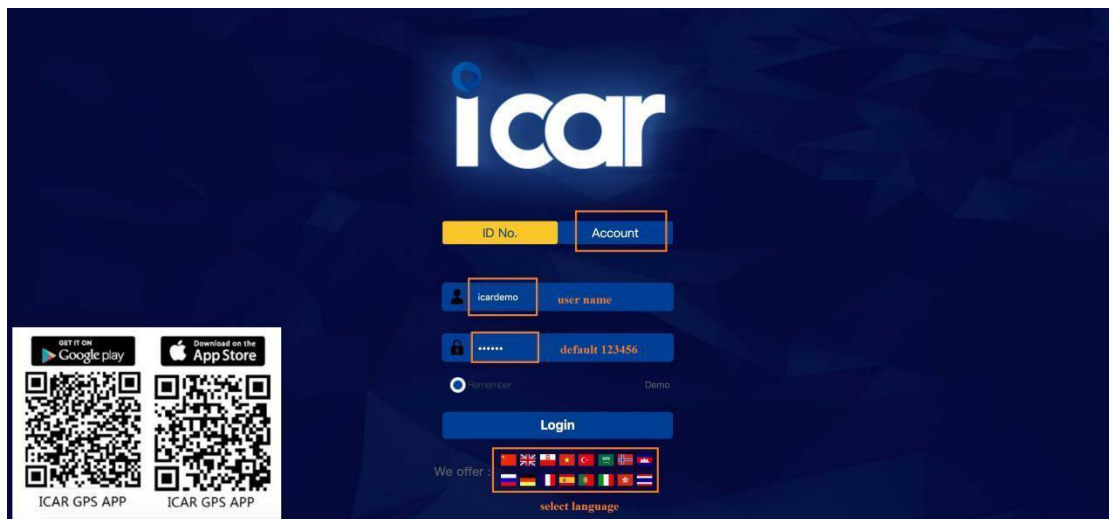 icar
ID No. Account
icardemo user name
•••••• default 123456
Remember Demo
Login
We offer :
select language
GET IT ON Google play
Download on the App Store
ICAR GPS APP ICAR GPS APP